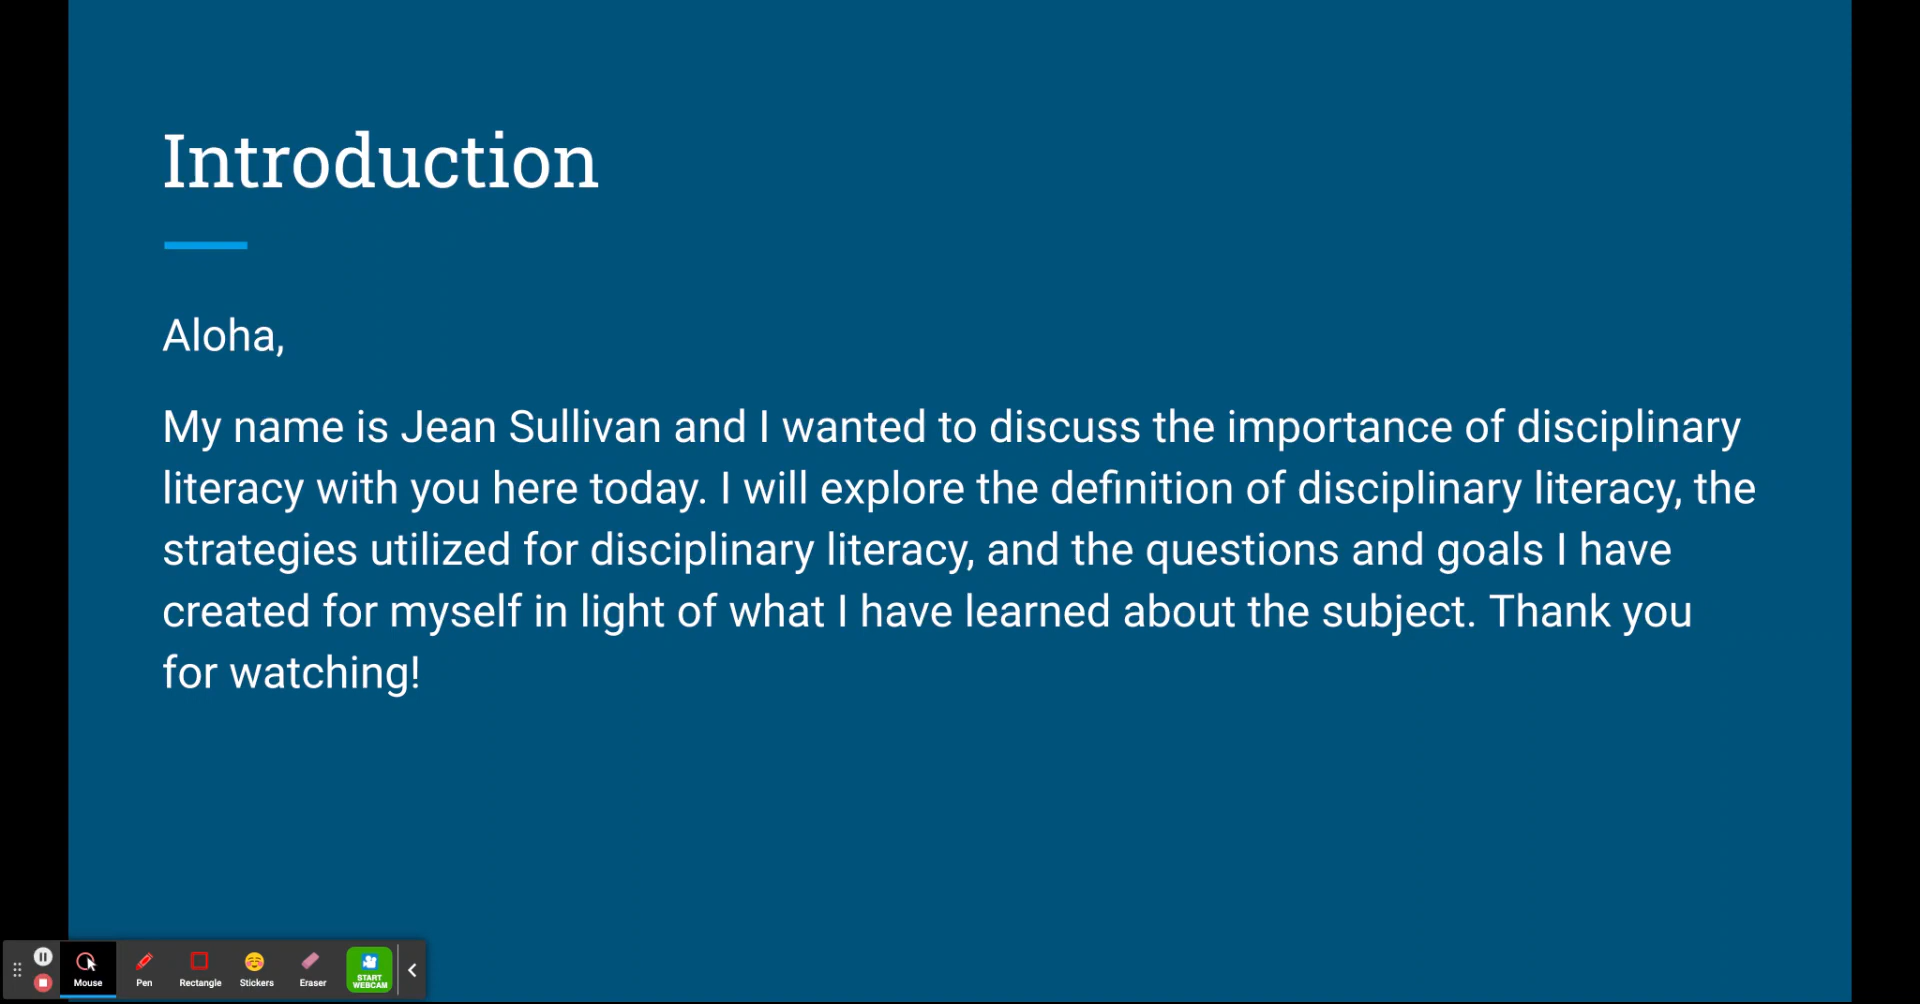 Introduction
Aloha,
My name is Jean Sullivan and I wanted to discuss the importance of disciplinary
literacy with you here today. I will explore the definition of disciplinary literacy, the
strategies utilized for disciplinary literacy, and the questions and goals I have
created for myself in light of what I have learned about the subject. Thank you
for watching!
Mouse Pen Rectangle Stickers Eraser START
WEBCAM